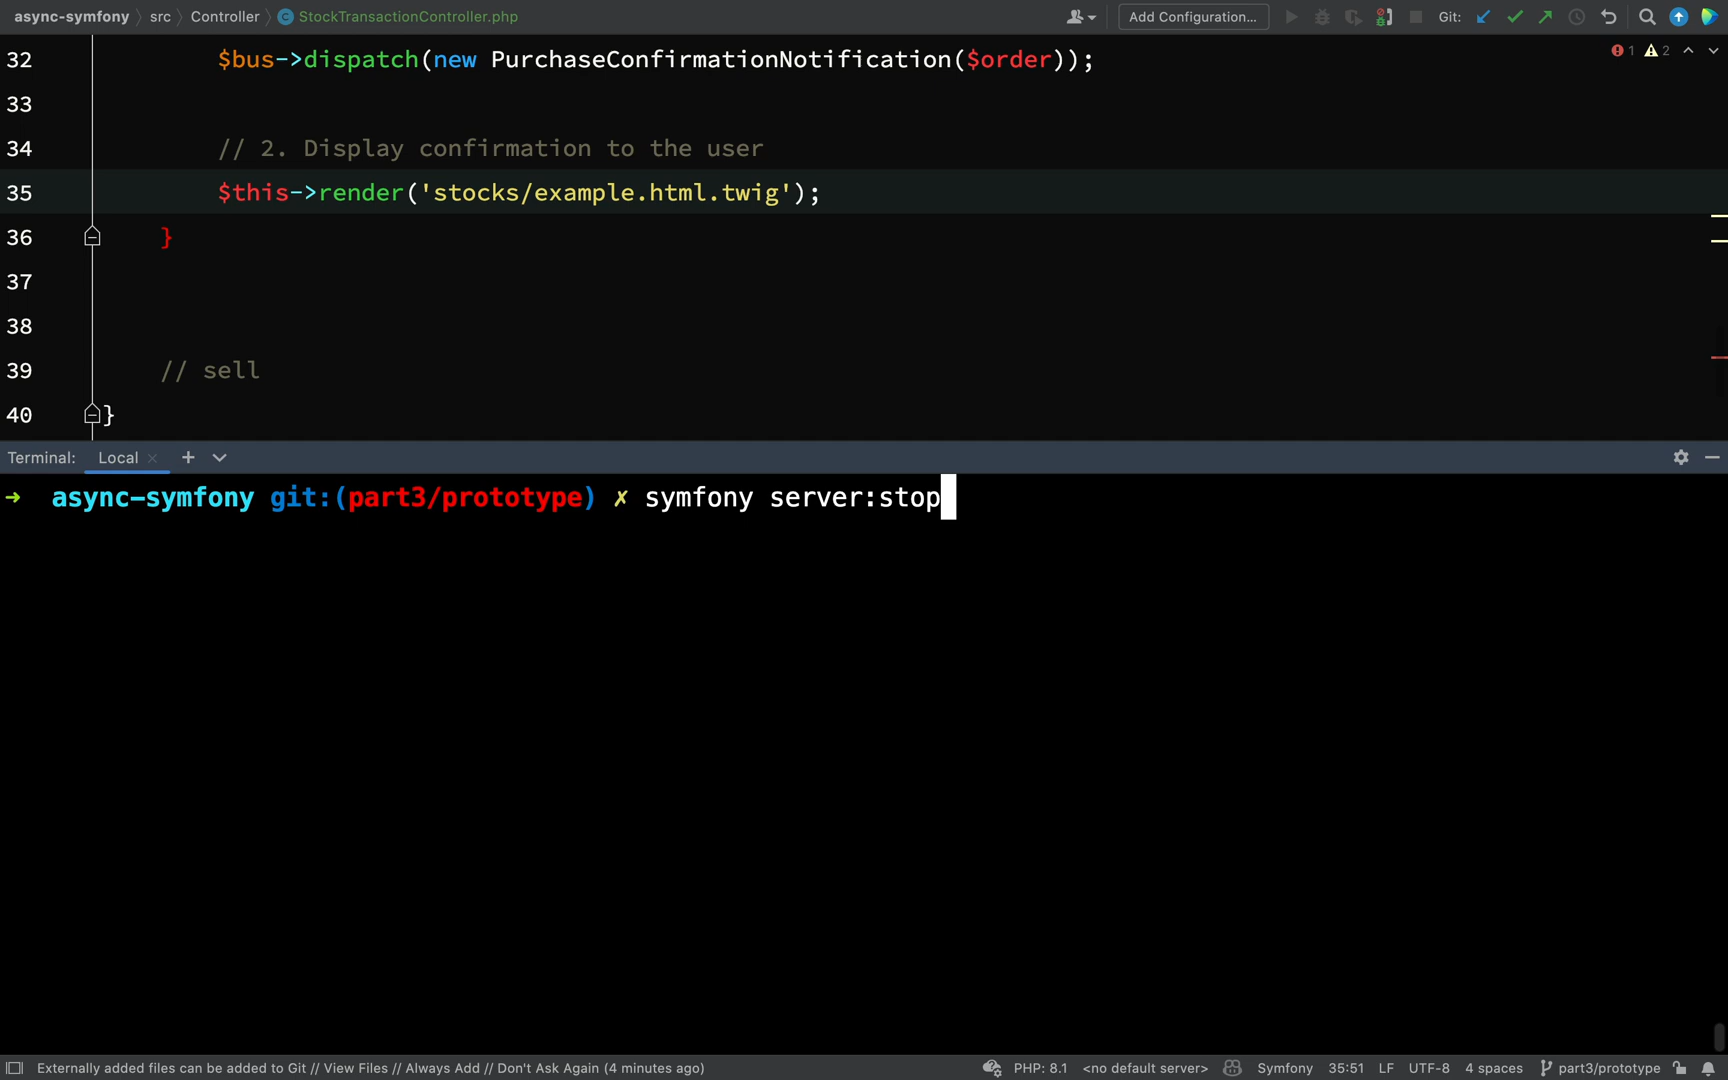 async-symfony src Controller StockTransactionController.php Add Configuration... Git:
32 $bus->dispatch(new PurchaseConfirmationNotification($order)); 1 2
33
34 // 2. Display confirmation to the user
35 $this->render('stocks/example.html.twig');
36 }
37
38
39 // sell
40 }
Terminal: Local
→ async-symfony git:(part3/prototype) ✗ symfony server:stop
Externally added files can be added to Git // View Files // Always Add // Don't Ask Again (4 minutes ago) PHP: 8.1 <no default server> Symfony 35:51 LF UTF-8 4 spaces part3/prototype